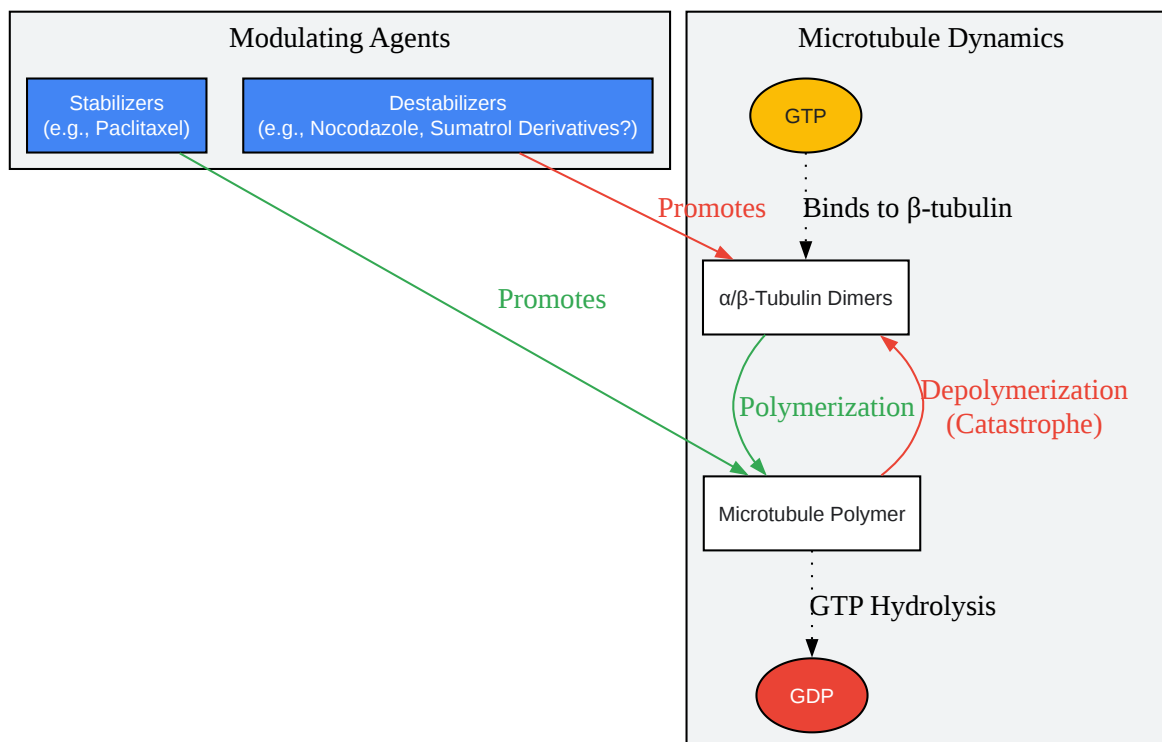 Modulating Agents
Microtubule Dynamics
Stabilizers
(e.g., Paclitaxel)
Destabilizers
(e.g., Nocodazole, Sumatrol Derivatives?)
GTP
Promotes
Binds to β-tubulin
Promotes
α/β-Tubulin Dimers
Polymerization
Depolymerization
(Catastrophe)
Microtubule Polymer
GTP Hydrolysis
GDP